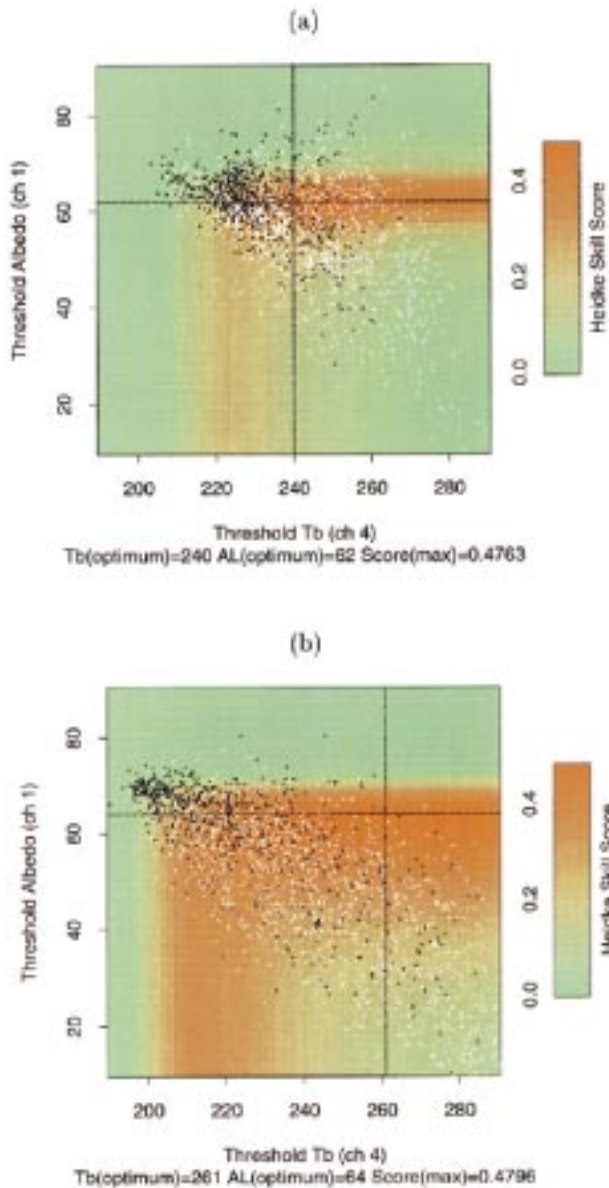 (a)
Threshold Albedo (ch 1)
80
60
40
20
200 220 240 260 280
Threshold Tb (ch 4)
Tb(optimum)=240 AL(optimum)=62 Score(max)=0.4763
0.4
0.2
0.0
Heidke Skill Score
(b)
Threshold Albedo (ch 1)
80
60
40
20
200 220 240 260 280
Threshold Tb (ch 4)
Tb(optimum)=261 AL(optimum)=64 Score(max)=0.4796
0.4
0.2
0.0
Heidke Skill Score